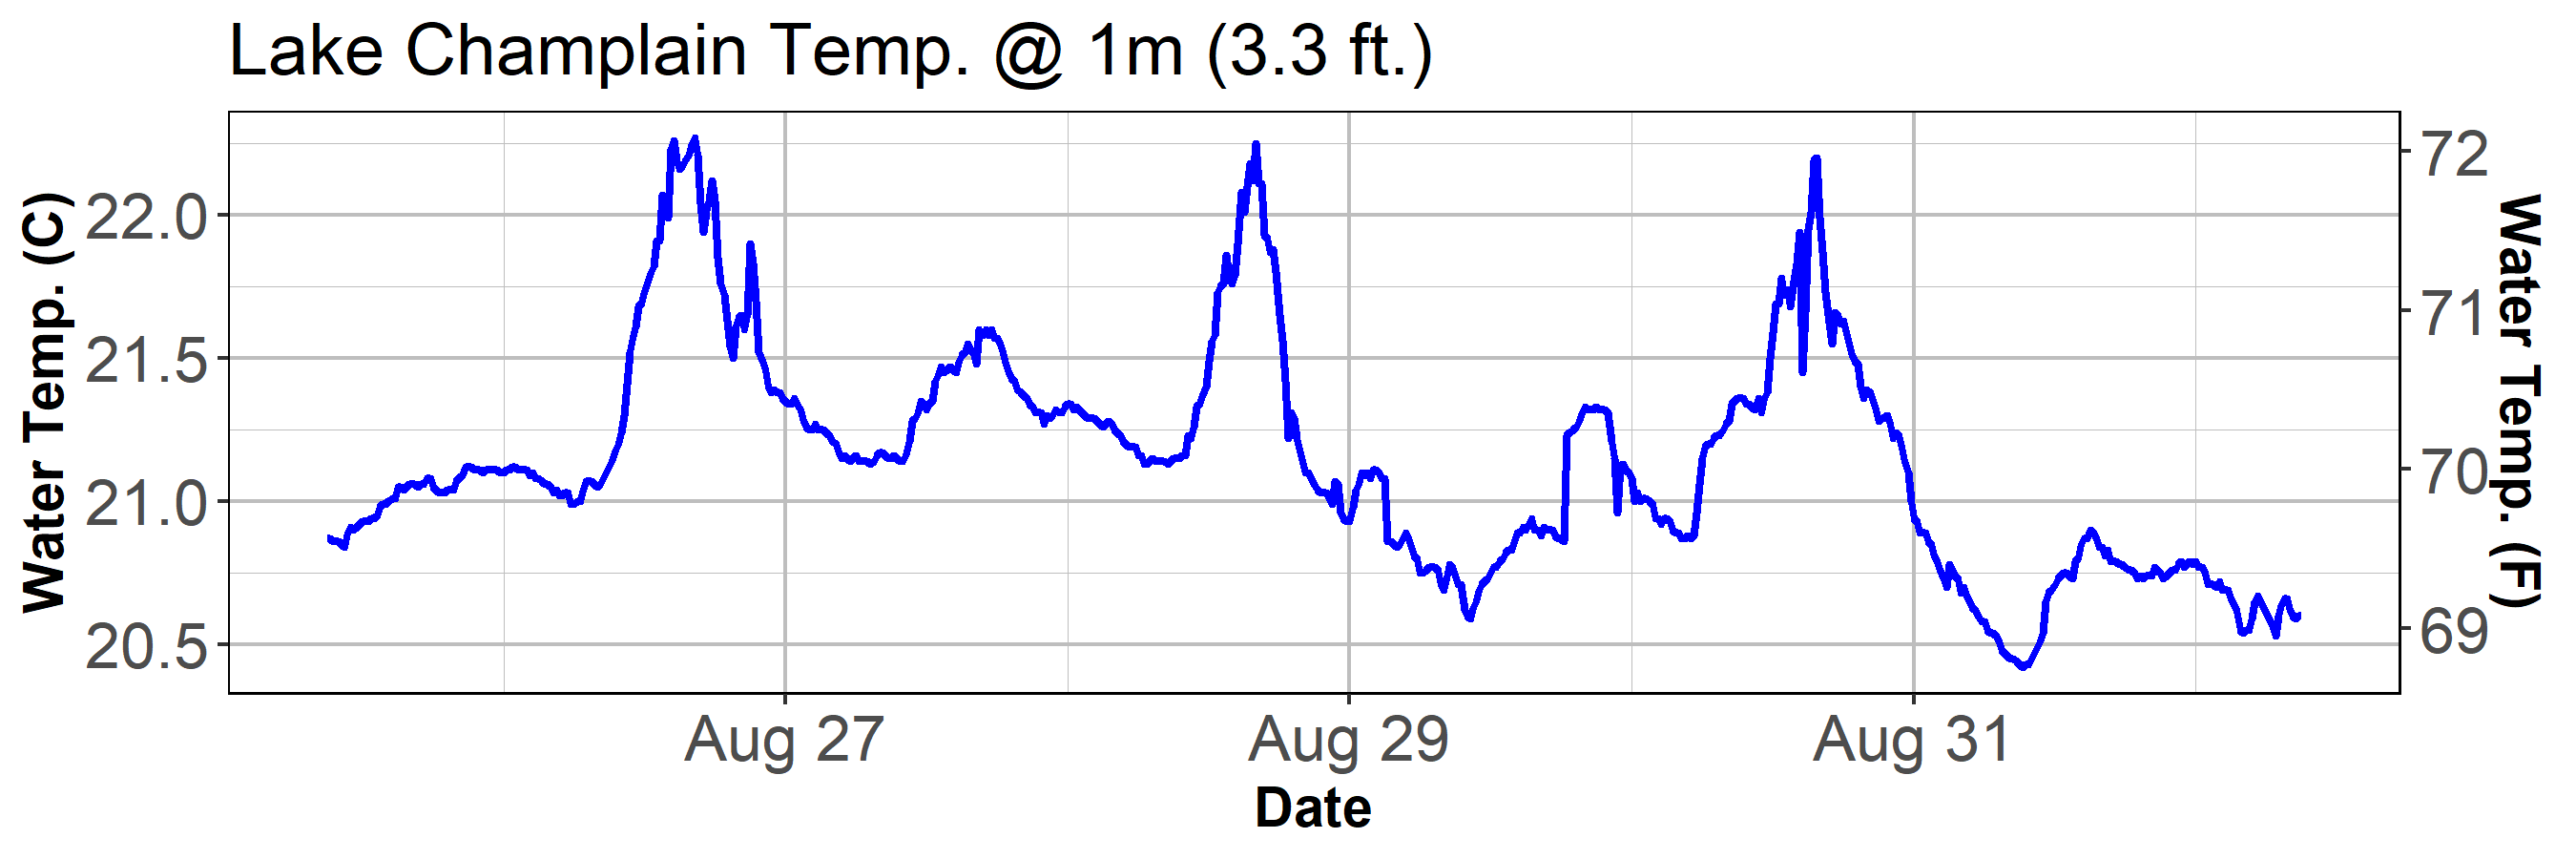 Lake Champlain Temp. @ 1m (3.3 ft.)
Water Temp. (C)
22.0
21.5
21.0
20.5
72
71
70
69
Water Temp. (F)
Aug 27
Aug 29
Aug 31
Date